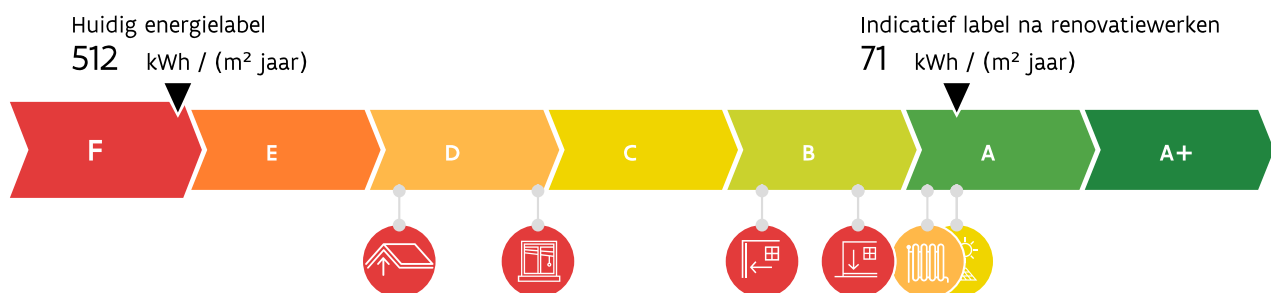 Huidig energielabel
512 kWh / (m² jaar)
Indicatief label na renovatiewerken
71 kWh / (m² jaar)
F E D C B A A+